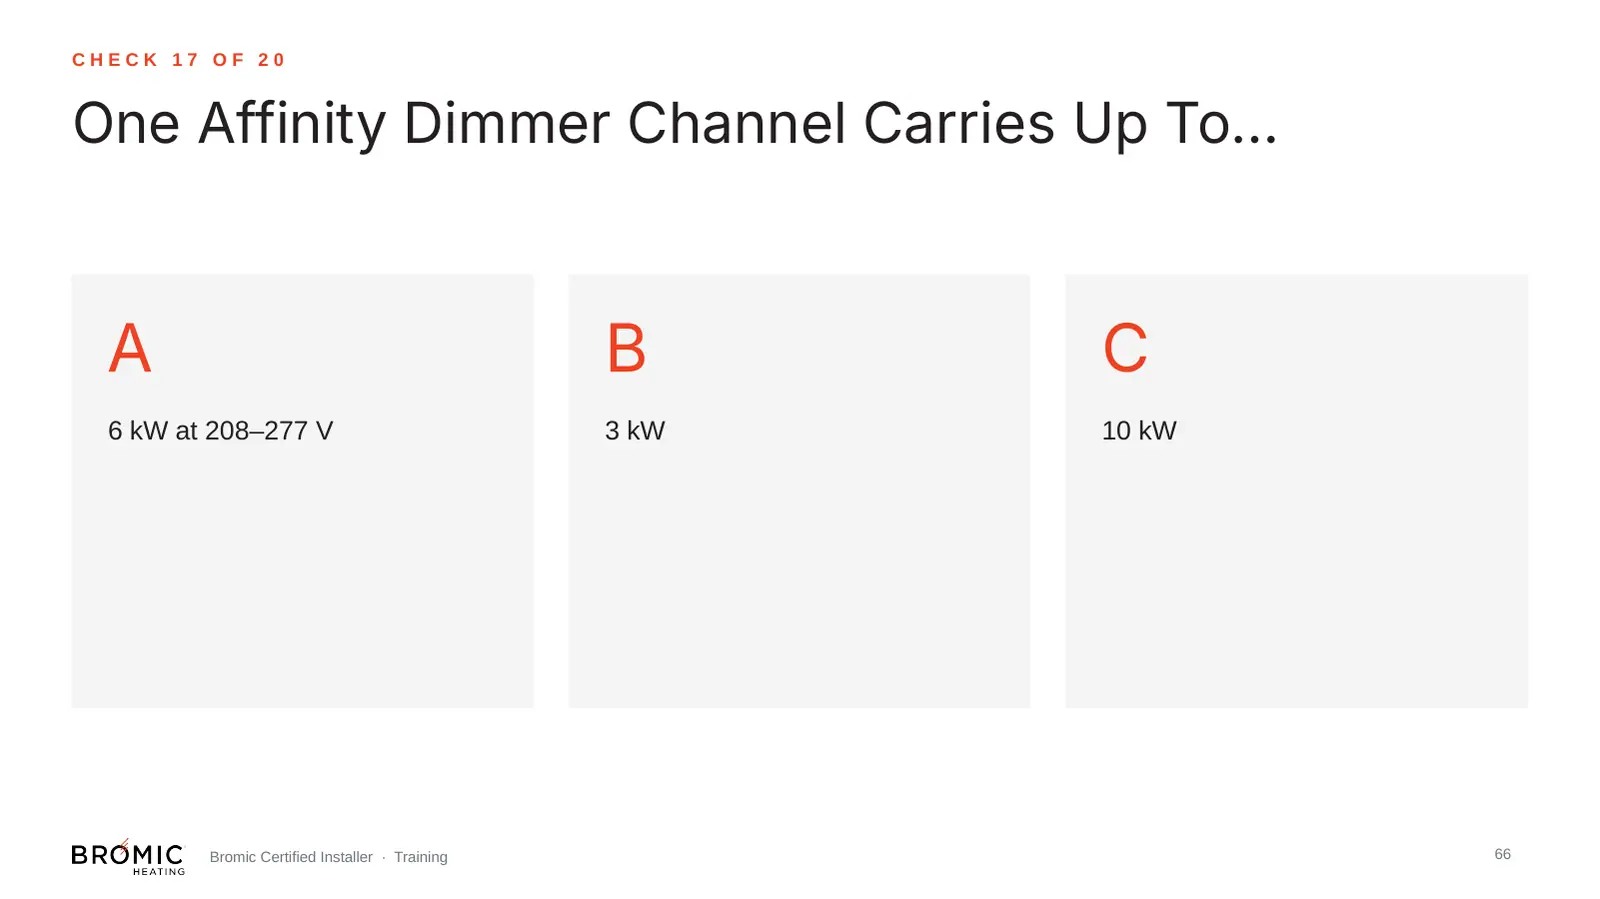 CHECK 17 OF 20
One Affinity Dimmer Channel Carries Up To...
A
6 kW at 208–277 V
B
3 kW
C
10 kW
BROMIC
HEATING
Bromic Certified Installer · Training
66